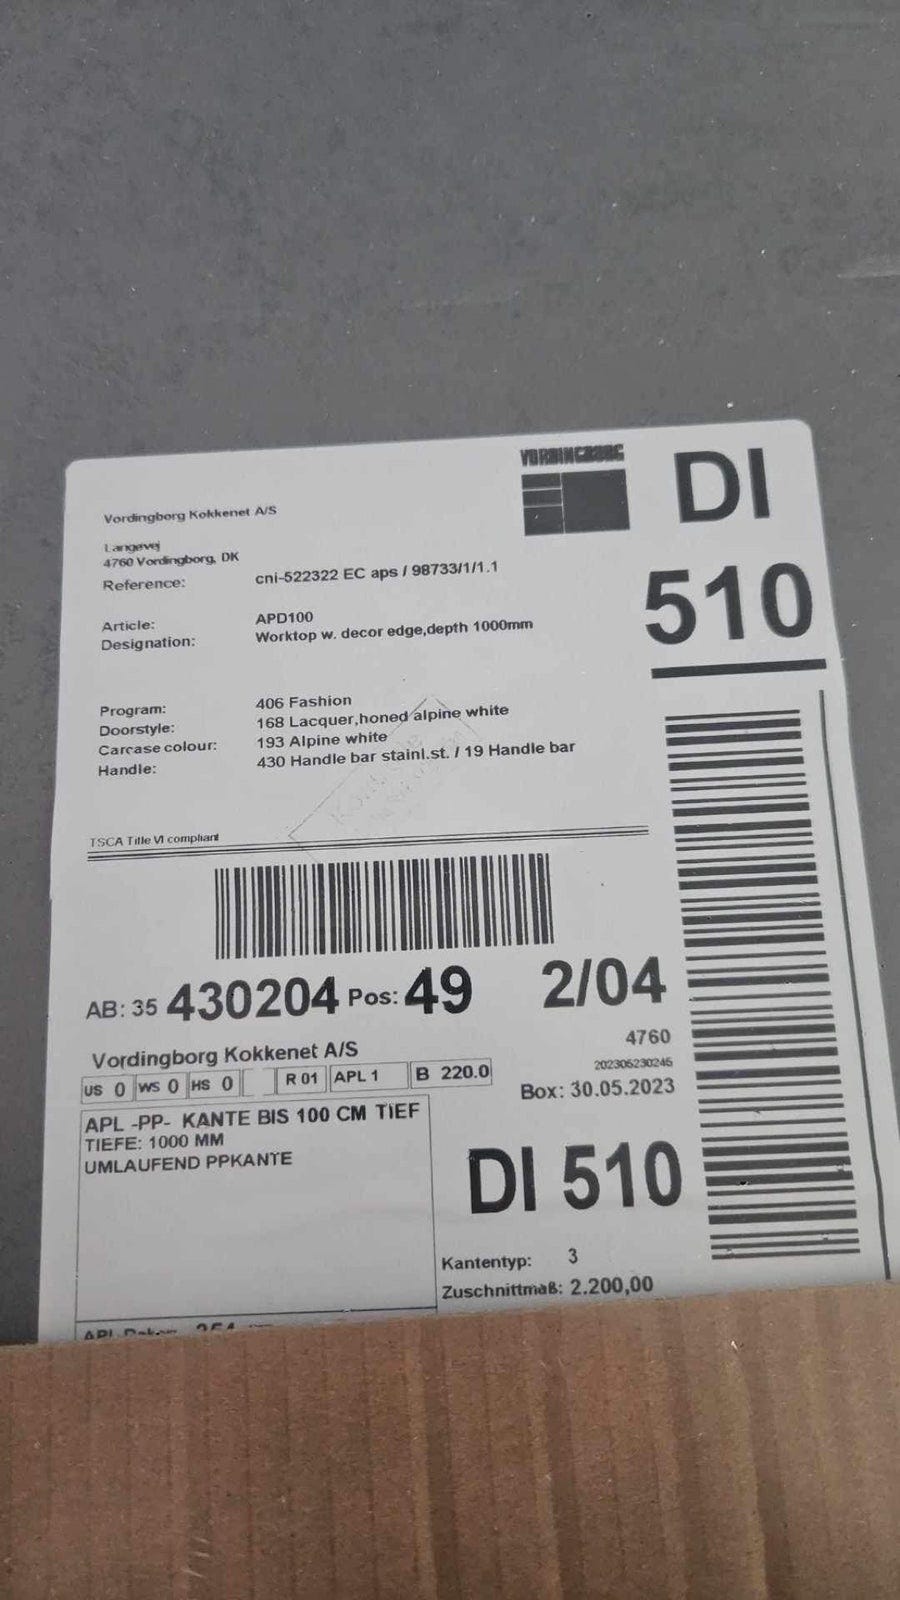 VORDINGBORG
DI
510
Vordingborg Kokkenet A/S
Langevej
4760 Vordingborg, DK
Reference: cni-522322 EC aps / 98733/1/1.1
Article: APD100
Designation: Worktop w. decor edge,depth 1000mm
Program: 406 Fashion
Doorstyle: 168 Lacquer,honed alpine white
Carcase colour: 193 Alpine white
Handle: 430 Handle bar stainl.st. / 19 Handle bar
TSCA Title VI compliant
AB: 35 430204 Pos: 49 2/04
Vordingborg Kokkenet A/S
4760
202305230245
US 0 WS 0 HS 0 R 01 APL 1 B 220.0
Box: 30.05.2023
APL -PP- KANTE BIS 100 CM TIEF
TIEFE: 1000 MM
UMLAUFEND PPKANTE
DI 510
Kantentyp: 3
Zuschnittmaß: 2.200,00
APL